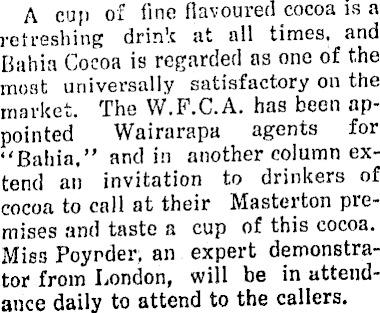 A cup of fine flavoured cocoa is a
refreshing drink at all times, and
Bahia Cocoa is regarded as one of the
most universally satisfactory on the
market. The W.F.C.A. has been ap-
pointed Wairarapa agents for
"Bahia," and in another column ex-
tend an invitation to drinkers of
cocoa to call at their Masterton pre-
mises and taste a cup of this cocoa.
Miss Poynder, an expert demonstra-
tor from London, will be in attend-
ance daily to attend to the callers.